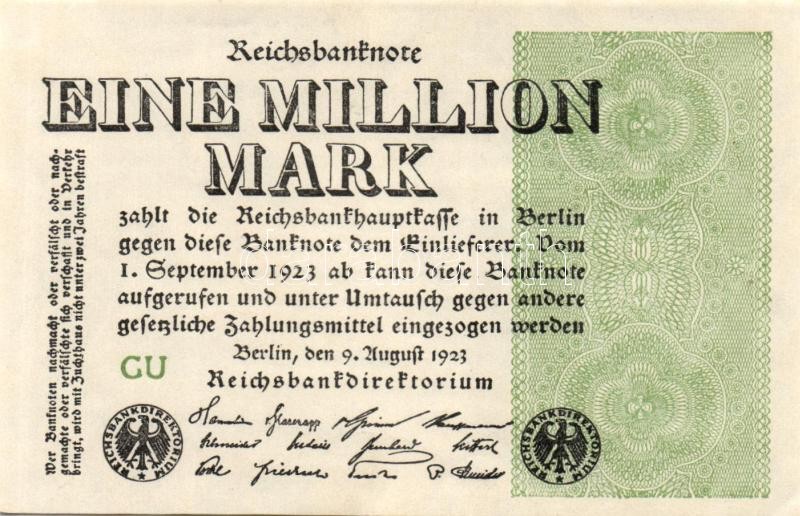 Reichsbanknote
EINE MILLION
MARK
zahlt die Reichsbankhauptkasse in Berlin
gegen diese Banknote dem Einlieferer. Vom
1. September 1923 ab kann diese Banknote
aufgerufen und unter Umtausch gegen andere
gesetzliche Zahlungsmittel eingezogen werden
Berlin, den 9. August 1923
Reichsbankdirektorium
GU
Wer Banknoten nachmacht oder verfälscht oder nach-
gemachte oder verfälschte sich verschafft und in Verkehr
bringt, wird mit Zuchthaus nicht unter zwei Jahren bestraft
REICHSBANKDIREKTORIUM
REICHSBANKDIREKTORIUM